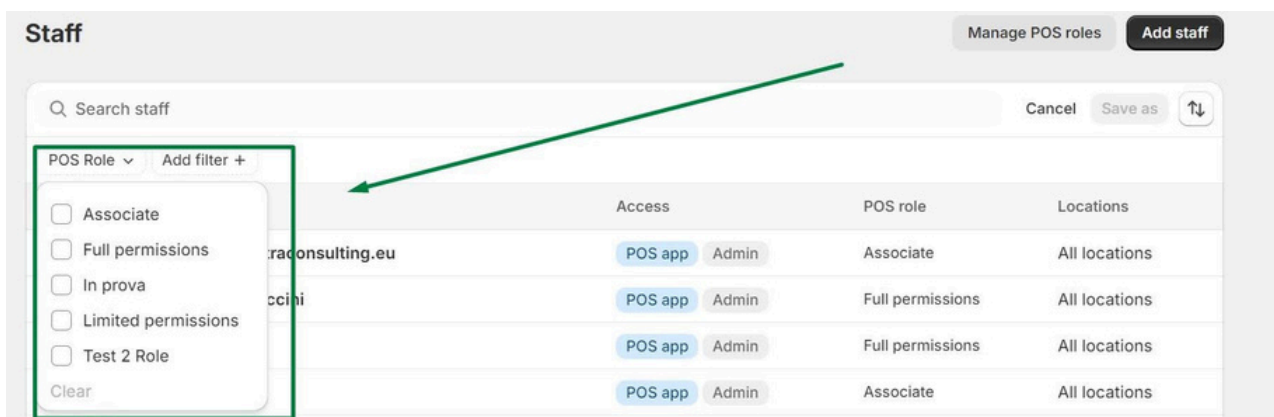 Staff
Manage POS roles
Add staff
Search staff
Cancel
Save as
POS Role
Add filter +
Access
POS role
Locations
Associate
Full permissions
In prova
Limited permissions
Test 2 Role
Clear
raconsulting.eu
POS app
Admin
Associate
All locations
ccini
POS app
Admin
Full permissions
All locations
POS app
Admin
Full permissions
All locations
POS app
Admin
Associate
All locations